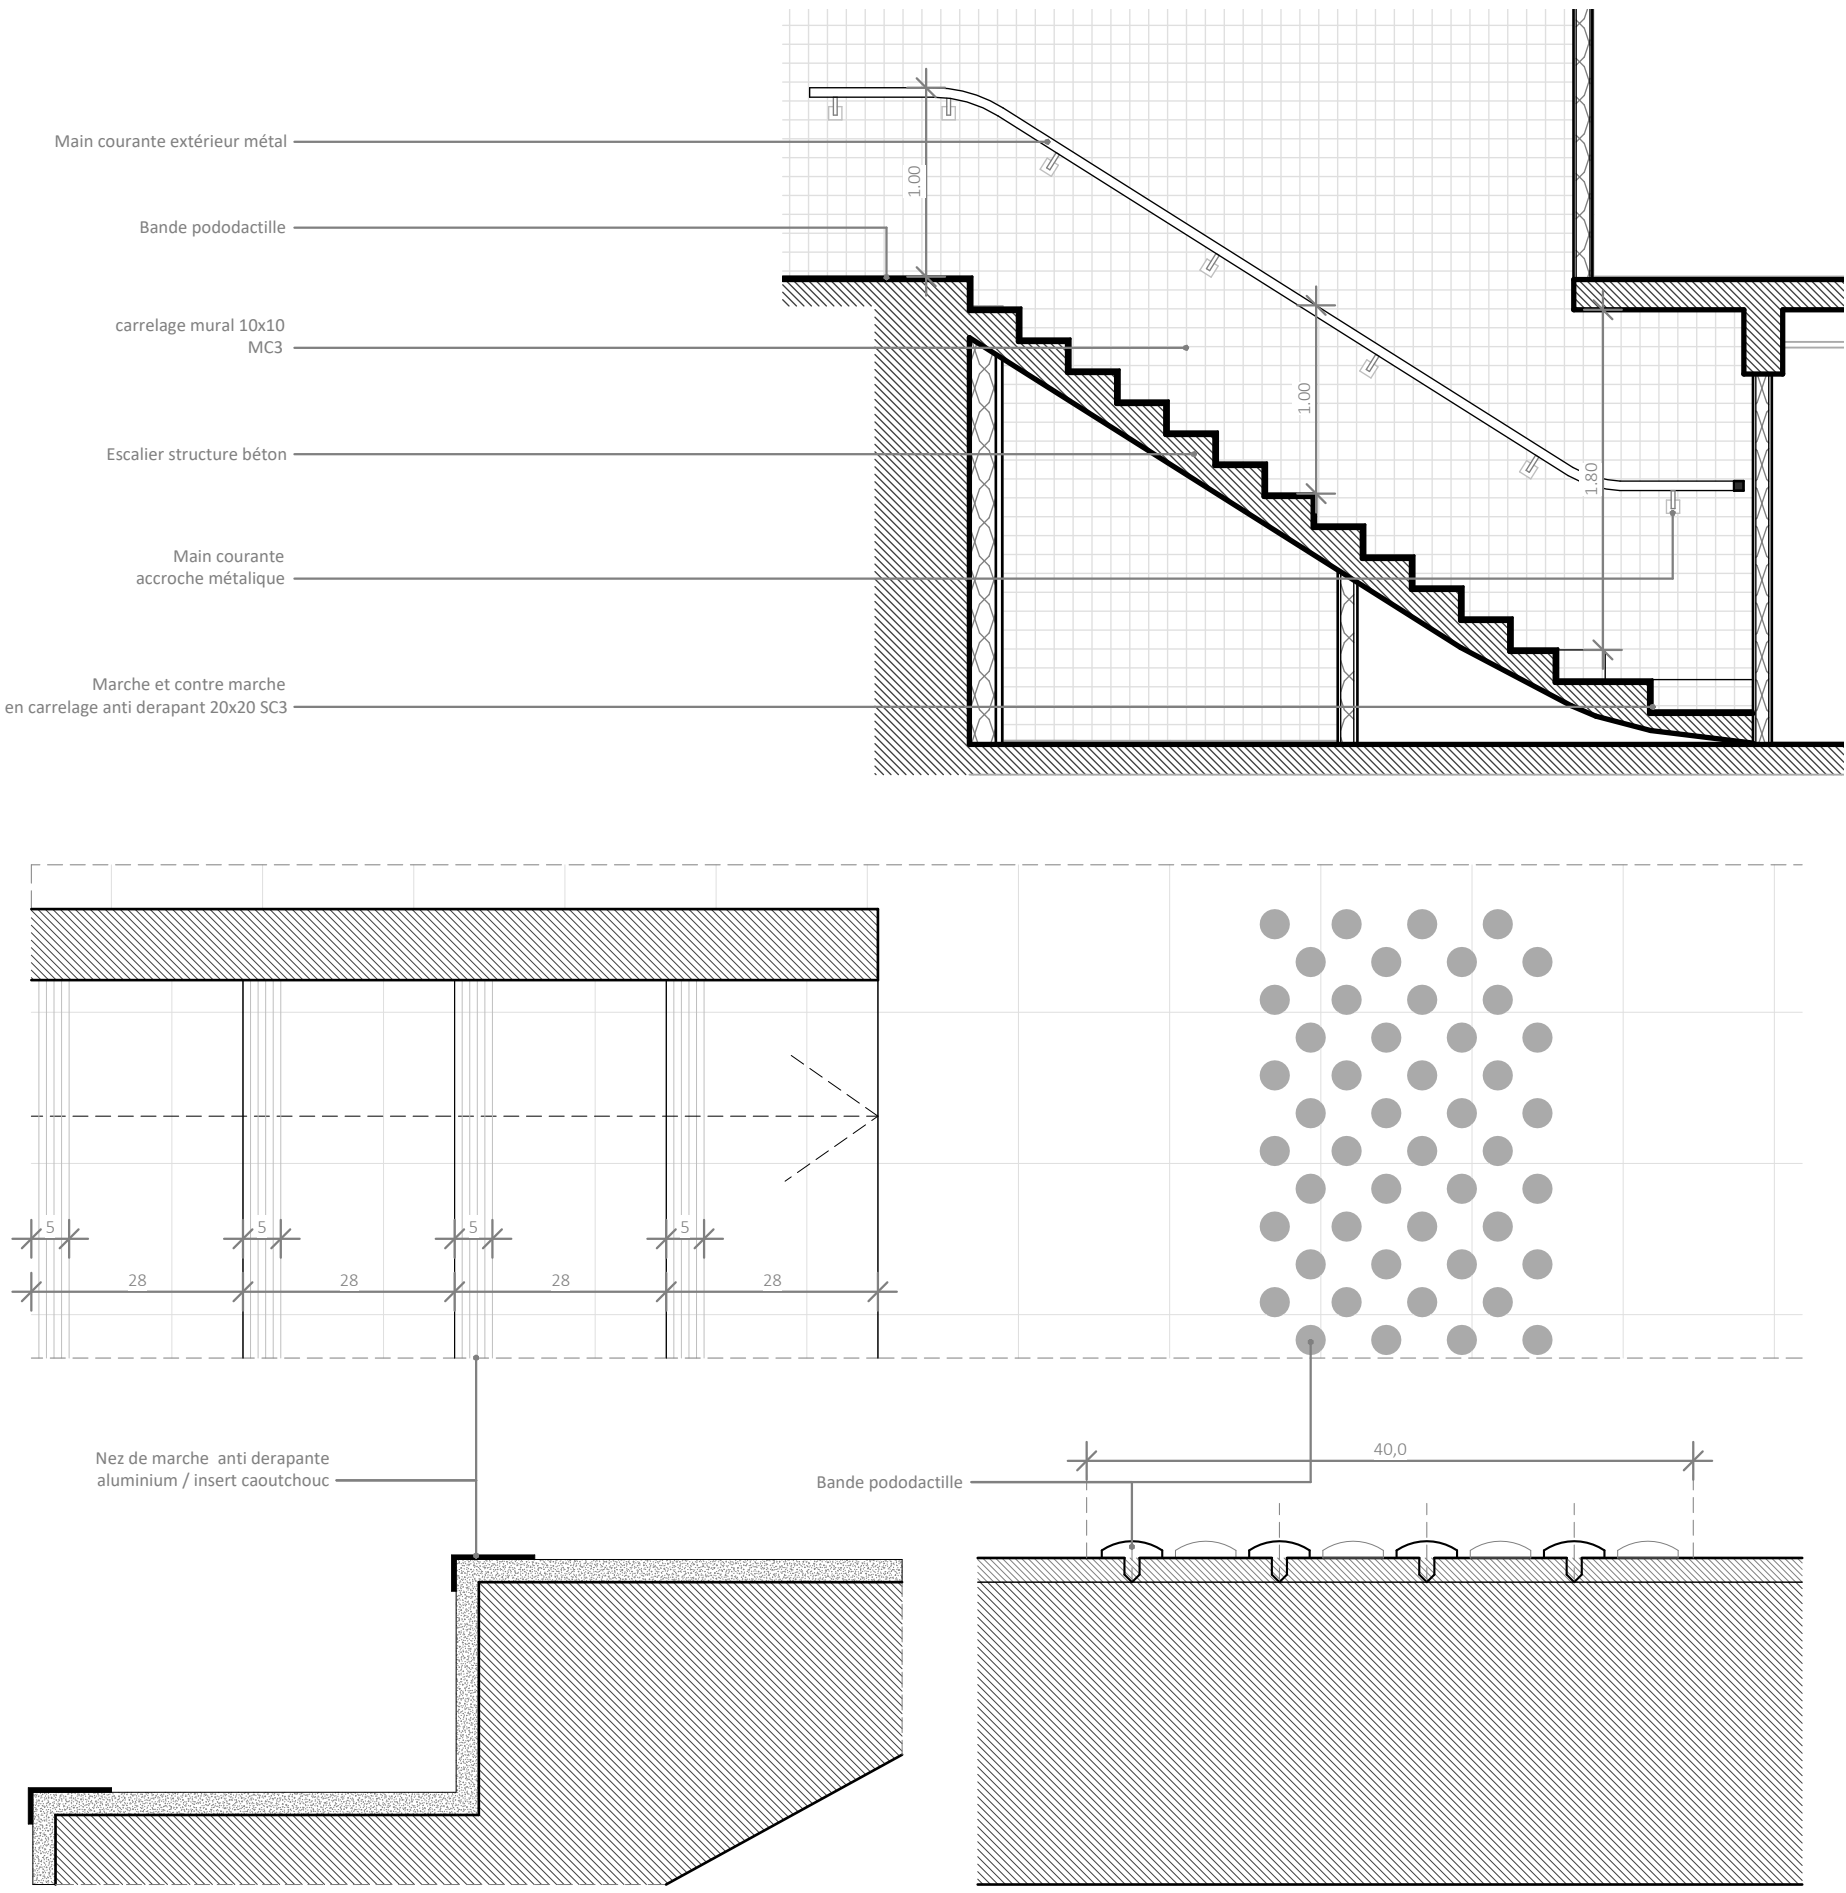 Main courante extérieur métal
1.00
Bande pododactille
carrelage mural 10x10
MC3
1.00
Escalier structure béton
1.80
Main courante
accroche métalique
Marche et contre marche
en carrelage anti derapant 20x20 SC3
5
5
5
5
28
28
28
28
Nez de marche anti derapante
aluminium / insert caoutchouc
40,0
Bande pododactille